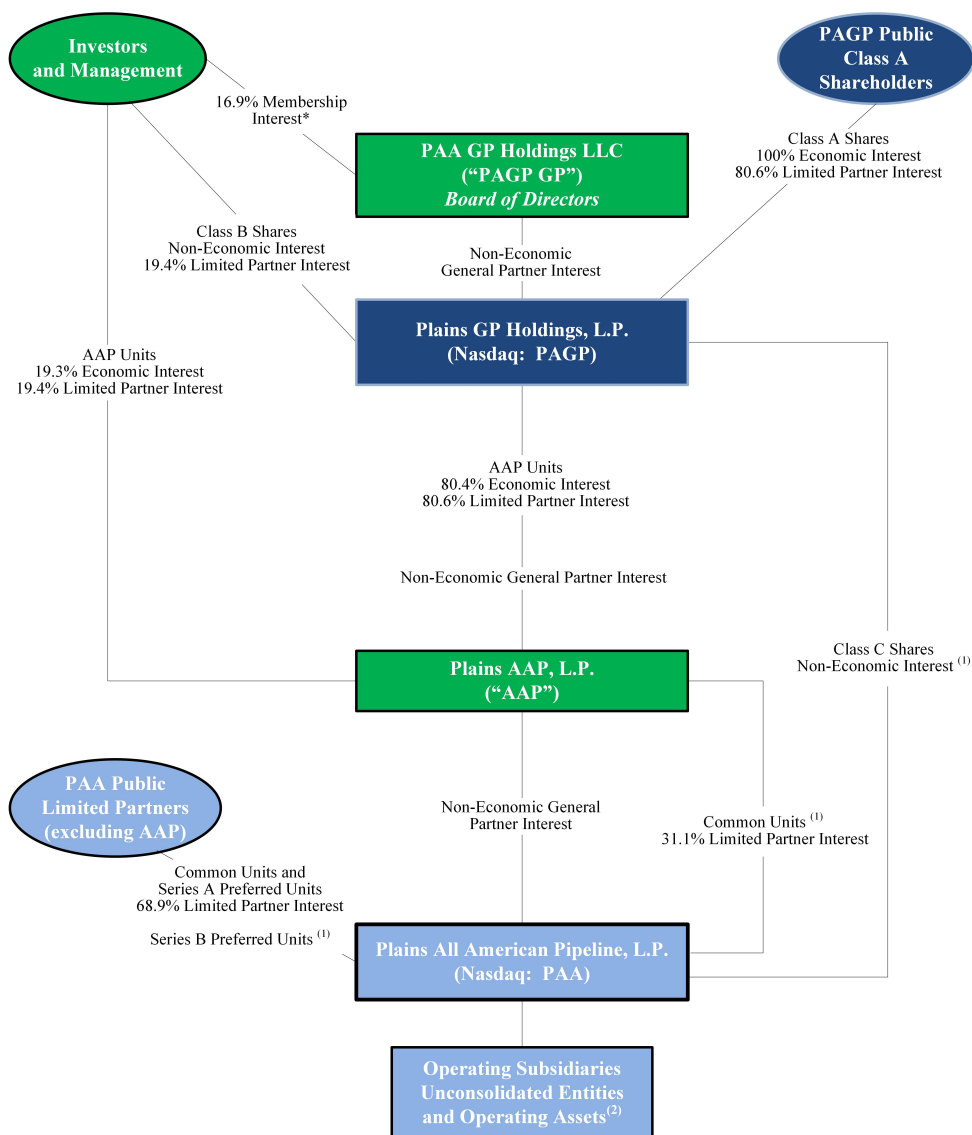 Investors
and Management
PAGP Public
Class A
Shareholders
16.9% Membership
Interest*
PAA GP Holdings LLC
(“PAGP GP”)
Board of Directors
Class A Shares
100% Economic Interest
80.6% Limited Partner Interest
Class B Shares
Non-Economic Interest
19.4% Limited Partner Interest
Non-Economic
General Partner Interest
Plains GP Holdings, L.P.
(Nasdaq: PAGP)
AAP Units
19.3% Economic Interest
19.4% Limited Partner Interest
AAP Units
80.4% Economic Interest
80.6% Limited Partner Interest
Non-Economic General Partner Interest
Class C Shares
Non-Economic Interest (1)
Plains AAP, L.P.
(“AAP”)
PAA Public
Limited Partners
(excluding AAP)
Non-Economic General
Partner Interest
Common Units (1)
31.1% Limited Partner Interest
Common Units and
Series A Preferred Units
68.9% Limited Partner Interest
Series B Preferred Units (1)
Plains All American Pipeline, L.P.
(Nasdaq: PAA)
Operating Subsidiaries
Unconsolidated Entities
and Operating Assets(2)